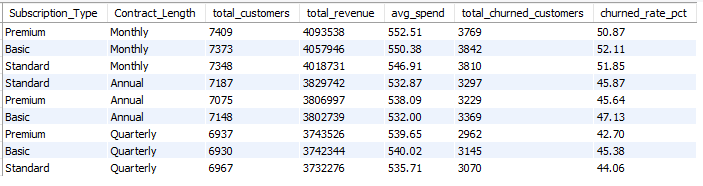 Subscription_Type Contract_Length total_customers total_revenue avg_spend total_churned_customers churned_rate_pct
Premium Monthly 7409 4093538 552.51 3769 50.87
Basic Monthly 7373 4057946 550.38 3842 52.11
Standard Monthly 7348 4018731 546.91 3810 51.85
Standard Annual 7187 3829742 532.87 3297 45.87
Premium Annual 7075 3806997 538.09 3229 45.64
Basic Annual 7148 3802739 532.00 3369 47.13
Premium Quarterly 6937 3743526 539.65 2962 42.70
Basic Quarterly 6930 3742344 540.02 3145 45.38
Standard Quarterly 6967 3732276 535.71 3070 44.06